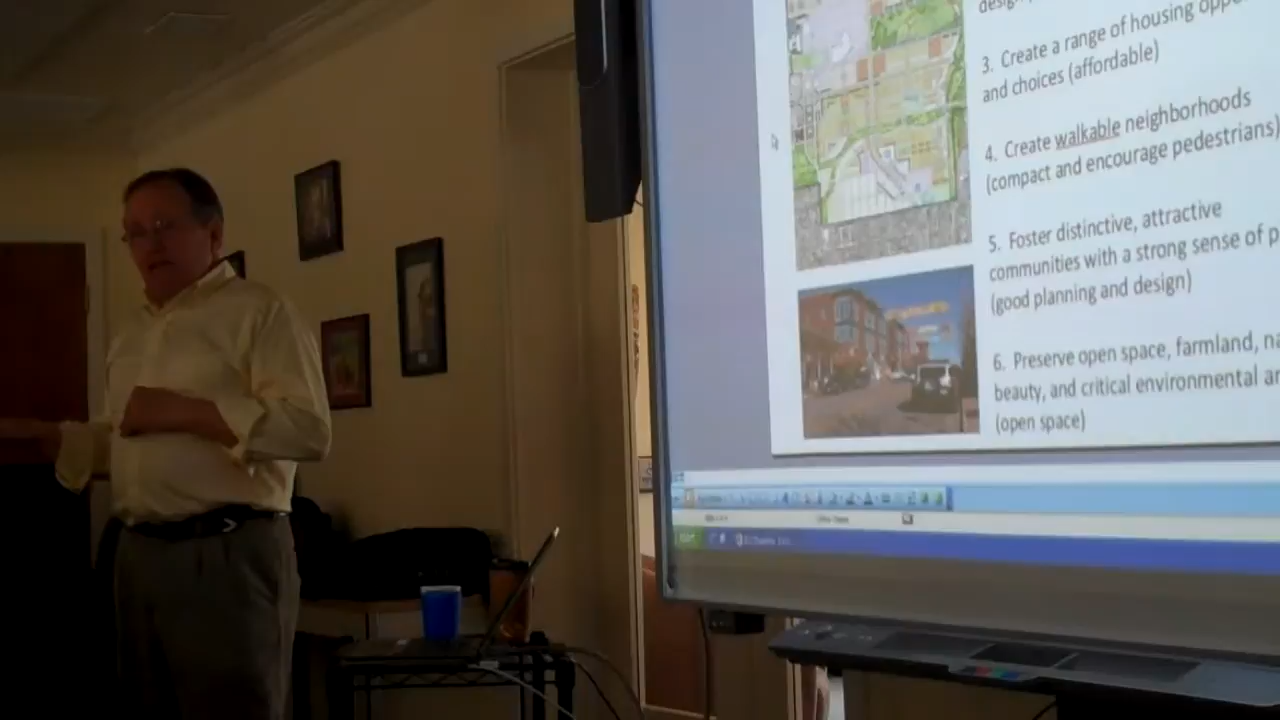 3. Create a range of housing
and choices (affordable)
4. Create walkable neighborhoods
(compact and encourage pedestrians)
5. Foster distinctive, attractive
communities with a strong sense of p
(good planning and design)
6. Preserve open space, farmland, na
beauty, and critical environmental ar
(open space)